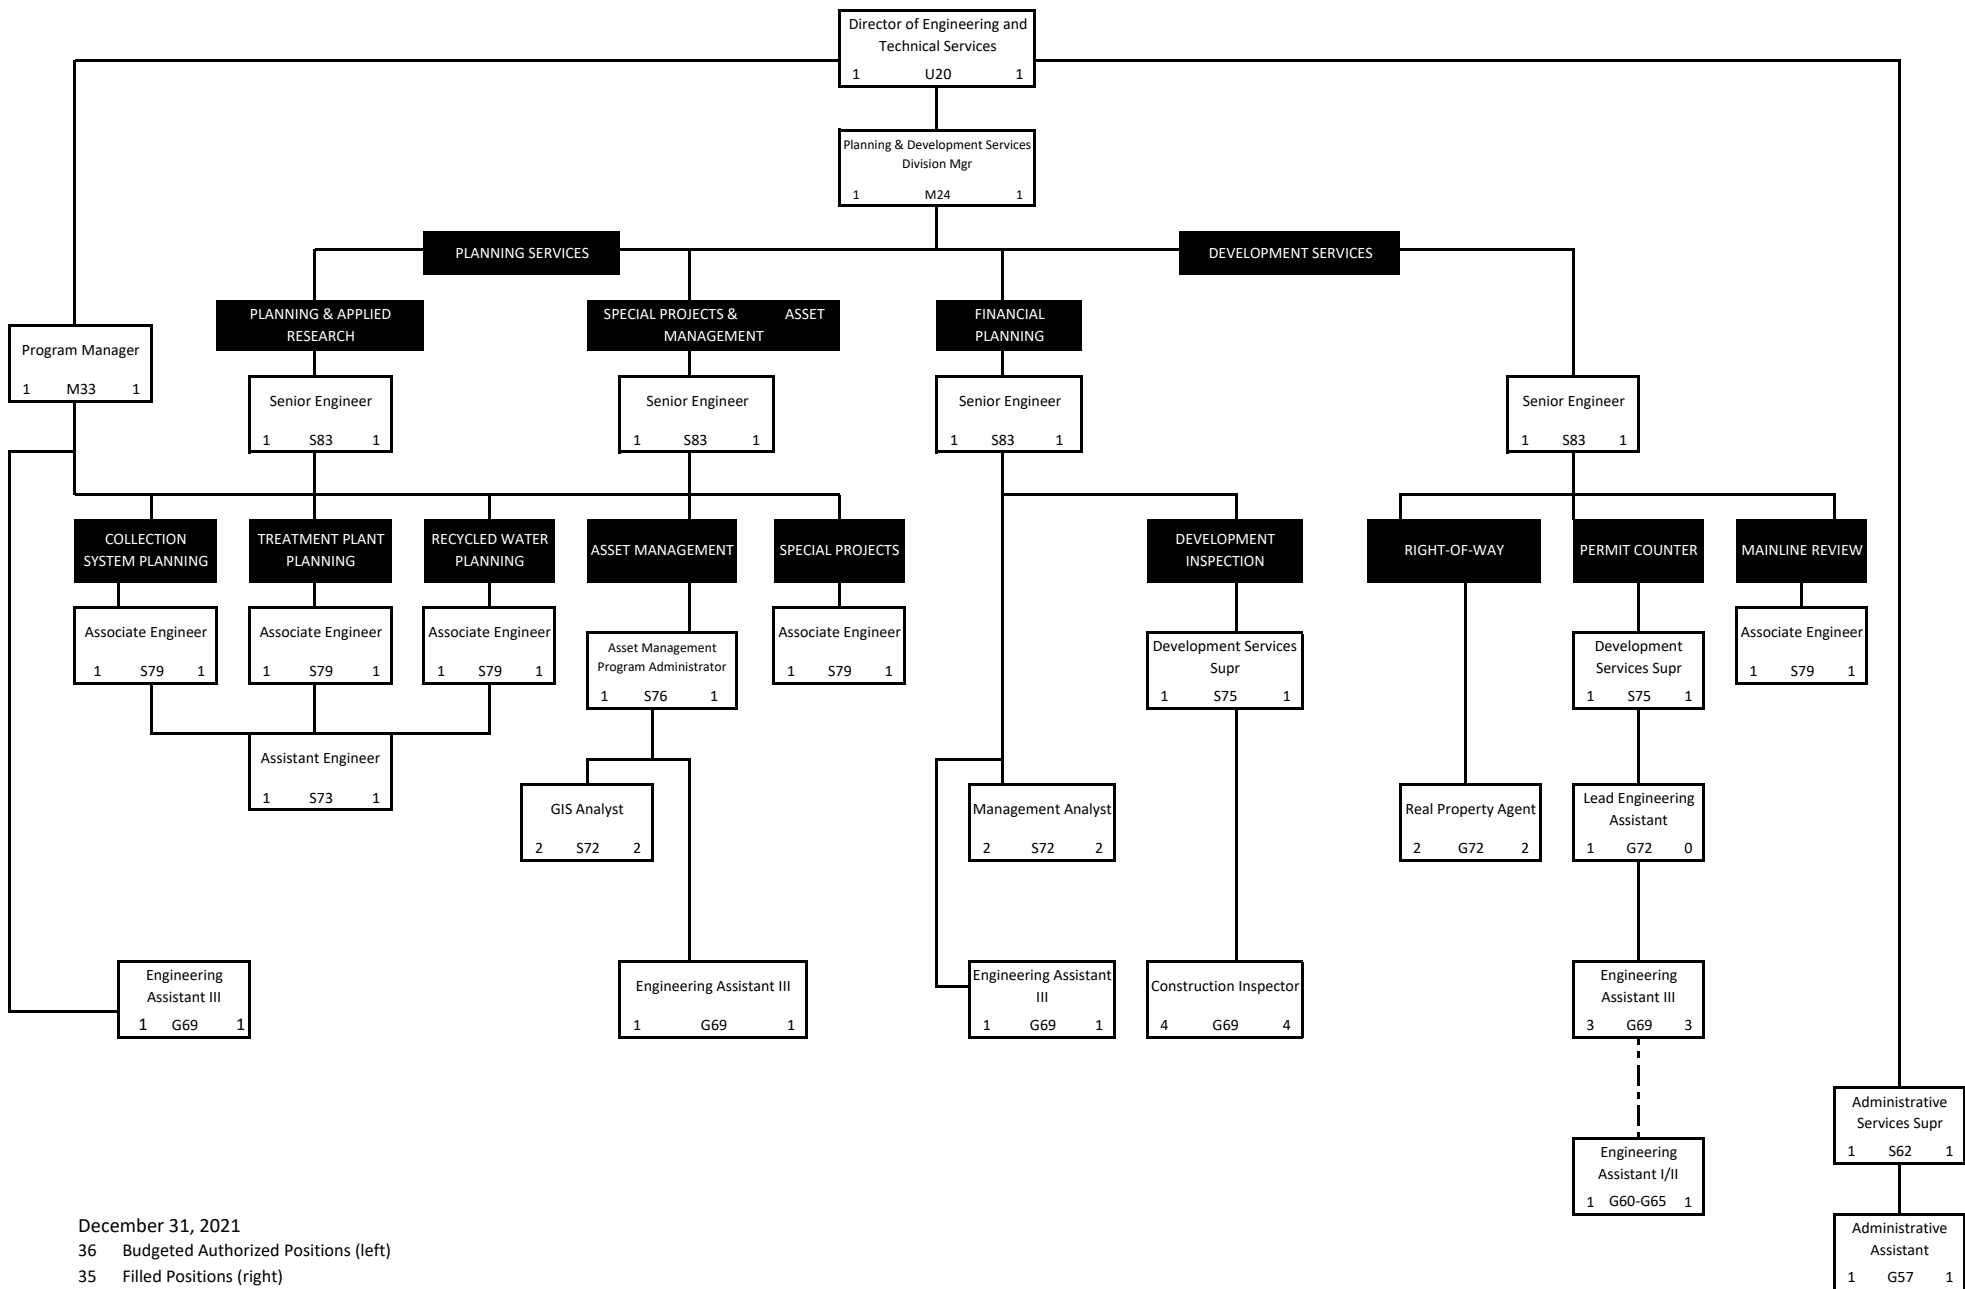 Director of Engineering and
Technical Services
1 U20 1
Planning & Development Services
Division Mgr
1 M24 1
PLANNING SERVICES
DEVELOPMENT SERVICES
PLANNING & APPLIED
RESEARCH
SPECIAL PROJECTS & ASSET
MANAGEMENT
FINANCIAL
PLANNING
Program Manager
1 M33 1
Senior Engineer
1 S83 1
Senior Engineer
1 S83 1
Senior Engineer
1 S83 1
Senior Engineer
1 S83 1
COLLECTION
SYSTEM PLANNING
TREATMENT PLANT
PLANNING
RECYCLED WATER
PLANNING
ASSET MANAGEMENT
SPECIAL PROJECTS
DEVELOPMENT
INSPECTION
RIGHT-OF-WAY
PERMIT COUNTER
MAINLINE REVIEW
Associate Engineer
1 S79 1
Associate Engineer
1 S79 1
Associate Engineer
1 S79 1
Asset Management
Program Administrator
1 S76 1
Associate Engineer
1 S79 1
Development Services
Supr
1 S75 1
Development
Services Supr
1 S75 1
Associate Engineer
1 S79 1
Assistant Engineer
1 S73 1
GIS Analyst
2 S72 2
Management Analyst
2 S72 2
Real Property Agent
2 G72 2
Lead Engineering
Assistant
1 G72 0
Engineering
Assistant III
1 G69 1
Engineering Assistant III
1 G69 1
Engineering Assistant
III
1 G69 1
Construction Inspector
4 G69 4
Engineering
Assistant III
3 G69 3
Administrative
Services Supr
1 S62 1
Engineering
Assistant I/II
1 G60-G65 1
Administrative
Assistant
1 G57 1
December 31, 2021
36 Budgeted Authorized Positions (left)
35 Filled Positions (right)